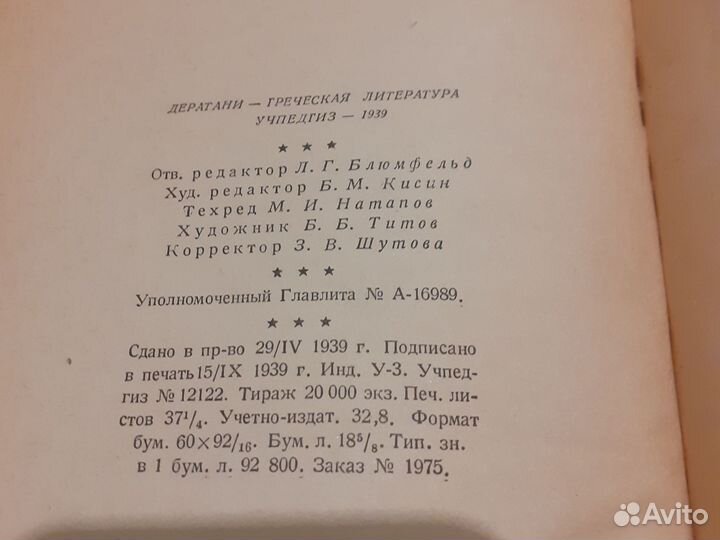 ДЕРАТАНИ — ГРЕЧЕСКАЯ ЛИТЕРАТУРА
УЧПЕДГИЗ — 1939
★ ★ ★
Отв. редактор Л. Г. Блюмфельд
Худ. редактор Б. М. Кисин
Техред М. И. Натапов
Художник Б. Б. Титов
Корректор З. В. Шутова
★ ★ ★
Уполномоченный Главлита № А-16989.
★ ★ ★
Сдано в пр-во 29/IV 1939 г. Подписано
в печать 15/IX 1939 г. Инд. У-3. Учпед-
гиз № 12122. Тираж 20 000 экз. Печ. ли-
стов 37¹/₄. Учетно-издат. 32,8. Формат
бум. 60×92/₁₆. Бум. л. 18⁵/₈. Тип. зн.
в 1 бум. л. 92 800. Заказ № 1975.
Avito